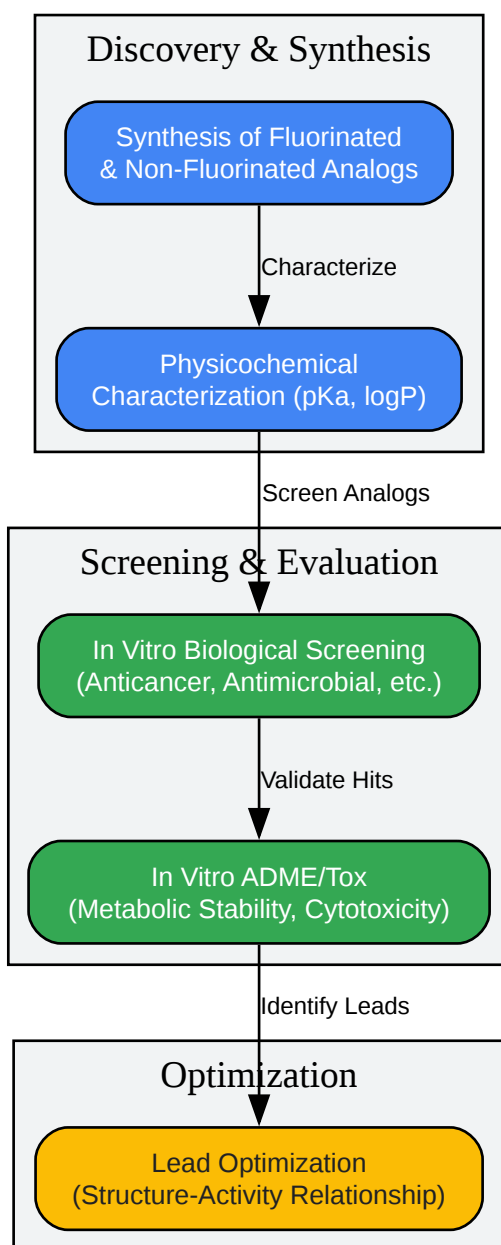 Discovery & Synthesis
Synthesis of Fluorinated
& Non-Fluorinated Analogs
Characterize
Physicochemical
Characterization (pKa, logP)
Screen Analogs
Screening & Evaluation
In Vitro Biological Screening
(Anticancer, Antimicrobial, etc.)
Validate Hits
In Vitro ADME/Tox
(Metabolic Stability, Cytotoxicity)
Identify Leads
Optimization
Lead Optimization
(Structure-Activity Relationship)